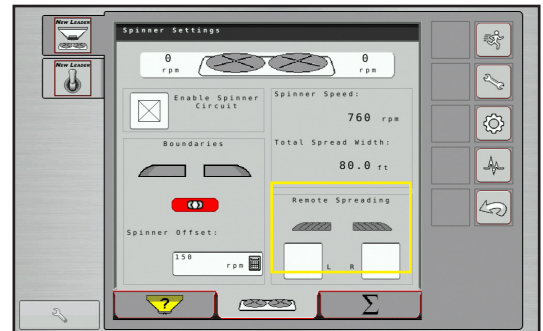 New Leader
New Leader
Spinner Settings
0
rpm
0
rpm
Enable Spinner
Circuit
Boundaries
Spinner Offset:
150
rpm
Spinner Speed:
760 rpm
Total Spread Width:
80.0 ft
Remote Spreading
L R
?
Σ